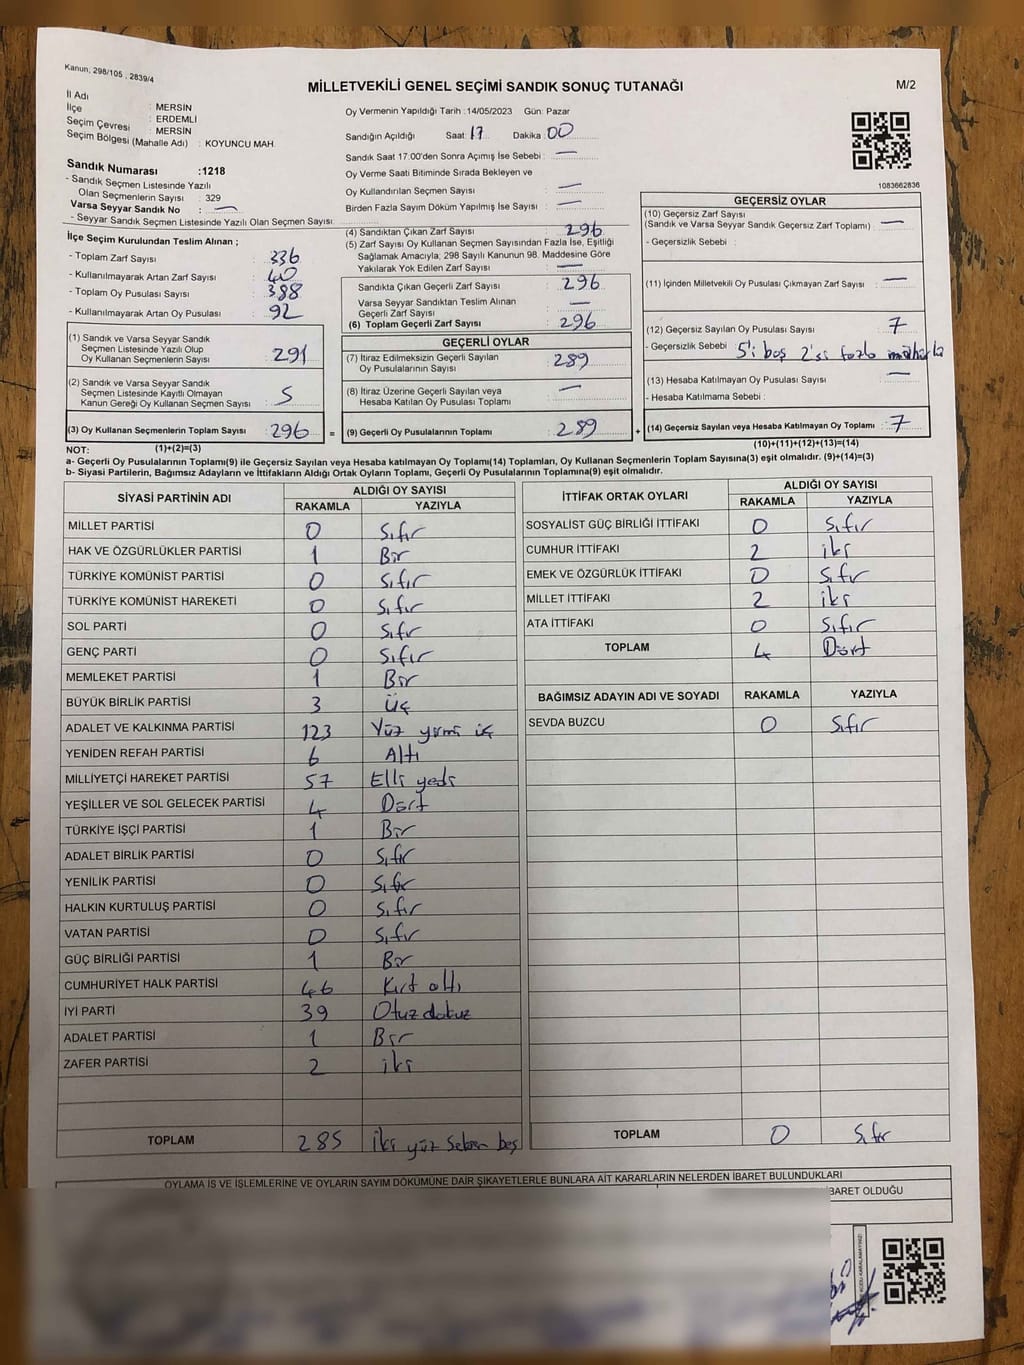 Kanun; 298/105 , 2839/4
MİLLETVEKİLİ GENEL SEÇİMİ SANDIK SONUÇ TUTANAĞI
M/2
İl Adı : MERSİN
İlçe : ERDEMLİ
Seçim Çevresi : MERSİN
Seçim Bölgesi (Mahalle Adı) : KOYUNCU MAH.
Sandık Numarası :1218
- Sandık Seçmen Listesinde Yazılı
Olan Seçmenlerin Sayısı : 329
Varsa Seyyar Sandık No : —
- Seyyar Sandık Seçmen Listesinde Yazılı Olan Seçmen Sayısı:
Oy Vermenin Yapıldığı Tarih :14/05/2023 Gün: Pazar
Sandığın Açıldığı Saat: 17 Dakika: 00
Sandık Saat 17:00'den Sonra Açımış İse Sebebi : —
Oy Verme Saati Bitiminde Sırada Bekleyen ve
Oy Kullandırılan Seçmen Sayısı : —
Birden Fazla Sayım Döküm Yapılmış İse Sayısı : —
1083662836
İlçe Seçim Kurulundan Teslim Alınan ;
- Toplam Zarf Sayısı : 336
- Kullanılmayarak Artan Zarf Sayısı : 40
- Toplam Oy Pusulası Sayısı : 388
- Kullanılmayarak Artan Oy Pusulası : 92
(4) Sandıktan Çıkan Zarf Sayısı : 296
(5) Zarf Sayısı Oy Kullanan Seçmen Sayısından Fazla İse, Eşitliği
Sağlamak Amacıyla; 298 Sayılı Kanunun 98. Maddesine Göre
Yakılarak Yok Edilen Zarf Sayısı : —
Sandıkta Çıkan Geçerli Zarf Sayısı : 296
Varsa Seyyar Sandıktan Teslim Alınan
Geçerli Zarf Sayısı : —
(6) Toplam Geçerli Zarf Sayısı : 296
GEÇERSİZ OYLAR
(10) Geçersiz Zarf Sayısı
(Sandık ve Varsa Seyyar Sandık Geçersiz Zarf Toplamı) : —
- Geçersizlik Sebebi :
(11) İçinden Milletvekili Oy Pusulası Çıkmayan Zarf Sayısı : —
(12) Geçersiz Sayılan Oy Pusulası Sayısı : 7
- Geçersizlik Sebebi : 5'i boş 2'si fazla mühürle
(13) Hesaba Katılmayan Oy Pusulası Sayısı : —
- Hesaba Katılmama Sebebi :
(14) Geçersiz Sayılan veya Hesaba Katılmayan Oy Toplamı : 7
(10)+(11)+(12)+(13)=(14)
(1) Sandık ve Varsa Seyyar Sandık
Seçmen Listesinde Yazılı Olup
Oy Kullanan Seçmenlerin Sayısı : 291
(2) Sandık ve Varsa Seyyar Sandık
Seçmen Listesinde Kayıtlı Olmayan
Kanun Gereği Oy Kullanan Seçmen Sayısı : 5
(3) Oy Kullanan Seçmenlerin Toplam Sayısı : 296 =
GEÇERLİ OYLAR
(7) İtiraz Edilmeksizin Geçerli Sayılan
Oy Pusulalarının Sayısı : 289
(8) İtiraz Üzerine Geçerli Sayılan veya
Hesaba Katılan Oy Pusulası Toplamı : —
(9) Geçerli Oy Pusulalarının Toplamı : 289 +
NOT: (1)+(2)=(3)
a- Geçerli Oy Pusulalarının Toplamı(9) ile Geçersiz Sayılan veya Hesaba katılmayan Oy Toplamı(14) Toplamları, Oy Kullanan Seçmenlerin Toplam Sayısına(3) eşit olmalıdır. (9)+(14)=(3)
b- Siyasi Partilerin, Bağımsız Adayların ve İttifakların Aldığı Ortak Oyların Toplamı, Geçerli Oy Pusulalarının Toplamına(9) eşit olmalıdır.
SİYASİ PARTİNİN ADI ALDIĞI OY SAYISI
RAKAMLA YAZIYLA
MİLLET PARTİSİ 0 Sıfır
HAK VE ÖZGÜRLÜKLER PARTİSİ 1 Bir
TÜRKİYE KOMÜNİST PARTİSİ 0 Sıfır
TÜRKİYE KOMÜNİST HAREKETİ 0 Sıfır
SOL PARTİ 0 Sıfır
GENÇ PARTİ 0 Sıfır
MEMLEKET PARTİSİ 1 Bir
BÜYÜK BİRLİK PARTİSİ 3 Üç
ADALET VE KALKINMA PARTİSİ 123 Yüz yirmi üç
YENİDEN REFAH PARTİSİ 6 Altı
MİLLİYETÇİ HAREKET PARTİSİ 57 Elli yedi
YEŞİLLER VE SOL GELECEK PARTİSİ 4 Dört
TÜRKİYE İŞÇİ PARTİSİ 1 Bir
ADALET BİRLİK PARTİSİ 0 Sıfır
YENİLİK PARTİSİ 0 Sıfır
HALKIN KURTULUŞ PARTİSİ 0 Sıfır
VATAN PARTİSİ 0 Sıfır
GÜÇ BİRLİĞİ PARTİSİ 1 Bir
CUMHURİYET HALK PARTİSİ 46 Kırk altı
İYİ PARTİ 39 Otuz dokuz
ADALET PARTİSİ 1 Bir
ZAFER PARTİSİ 2 iki
TOPLAM 285 iki yüz seksen beş
İTTİFAK ORTAK OYLARI ALDIĞI OY SAYISI
RAKAMLA YAZIYLA
SOSYALİST GÜÇ BİRLİĞİ İTTİFAKI 0 Sıfır
CUMHUR İTTİFAKI 2 iki
EMEK VE ÖZGÜRLÜK İTTİFAKI 0 Sıfır
MİLLET İTTİFAKI 2 iki
ATA İTTİFAKI 0 Sıfır
TOPLAM 4 Dört
BAĞIMSIZ ADAYIN ADI VE SOYADI RAKAMLA YAZIYLA
SEVDA BUZCU 0 Sıfır
TOPLAM 0 Sıfır
OYLAMA İŞ VE İŞLEMLERİNE VE OYLARIN SAYIM DÖKÜMÜNE DAİR ŞİKAYETLERLE BUNLARA AİT KARARLARIN NELERDEN İBARET BULUNDUKLARI
İBARET OLDUĞU